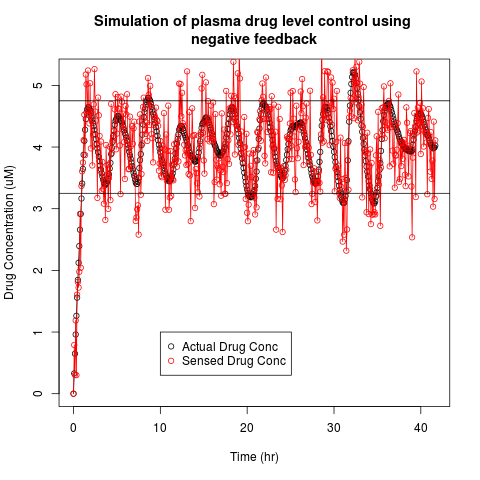 Simulation of plasma drug level control using
negative feedback
Drug Concentration (uM)
5
4
3
2
1
0
Actual Drug Conc
Sensed Drug Conc
0
10
20
30
40
Time (hr)